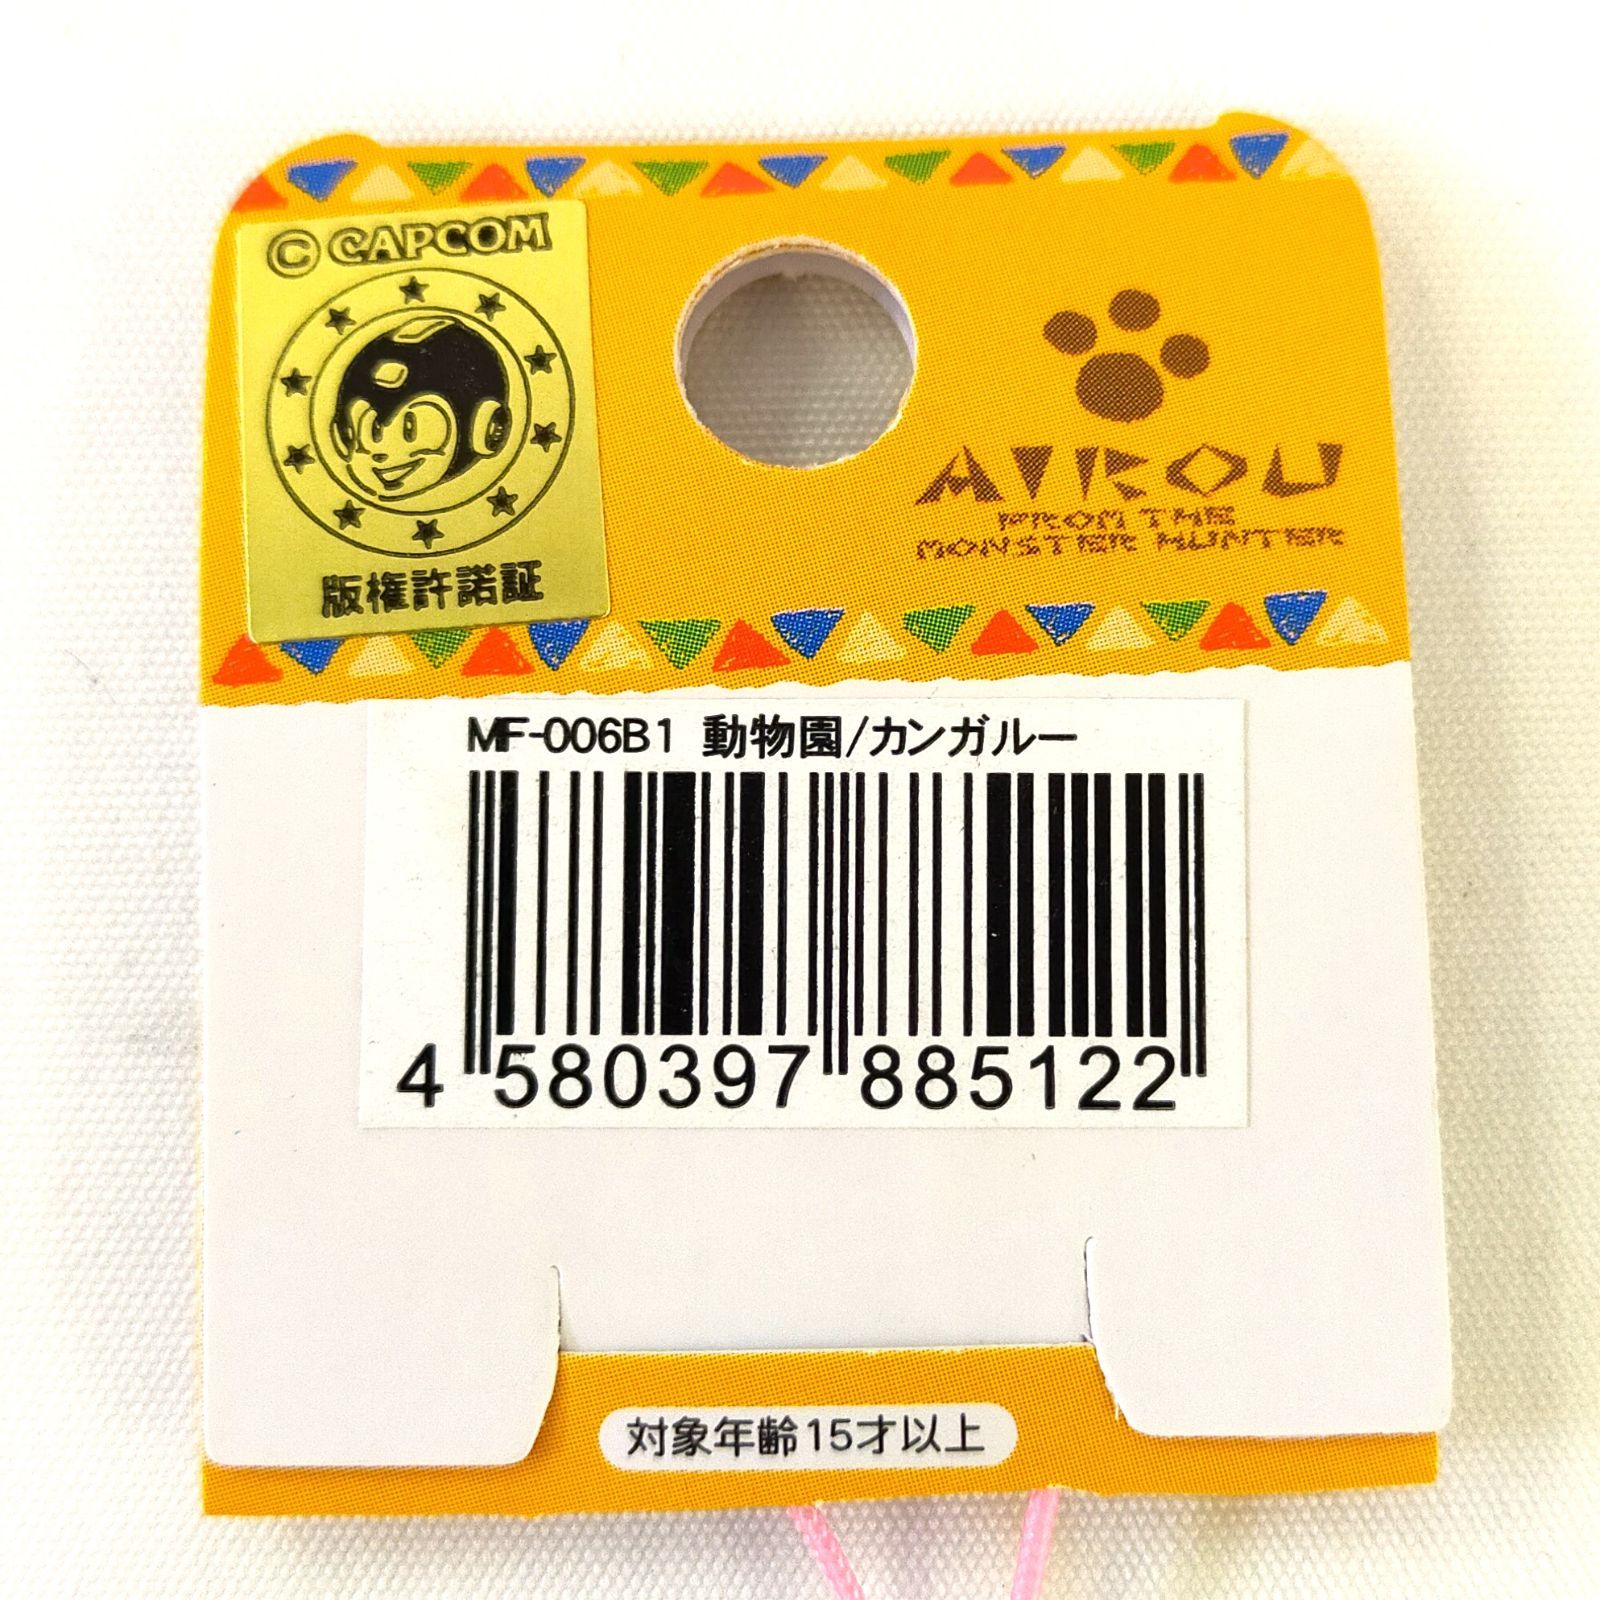 © CAPCOM
版権許諾証
AIROU
FROM THE
MONSTER HUNTER
MF-006B1 動物園/カンガルー
4 580397 885122
対象年齢15才以上